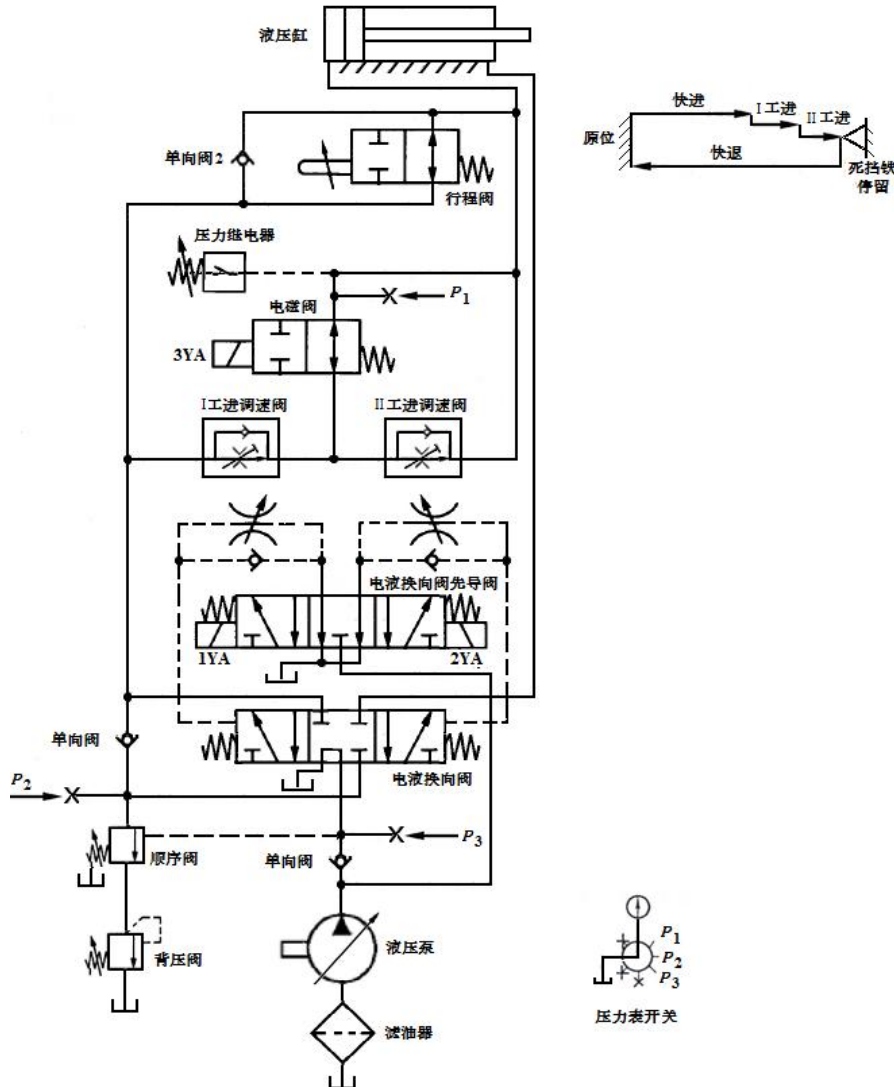 液压缸
快进
I工进
II工进
原位
快退
死挡铁
停留
单向阀2
行程阀
压力继电器
P1
电磁阀
3YA
I工进调速阀
II工进调速阀
电液换向阀先导阀
1YA
2YA
单向阀
电液换向阀
P2
P3
顺序阀
单向阀
背压阀
液压泵
P1
P2
P3
滤油器
压力表开关